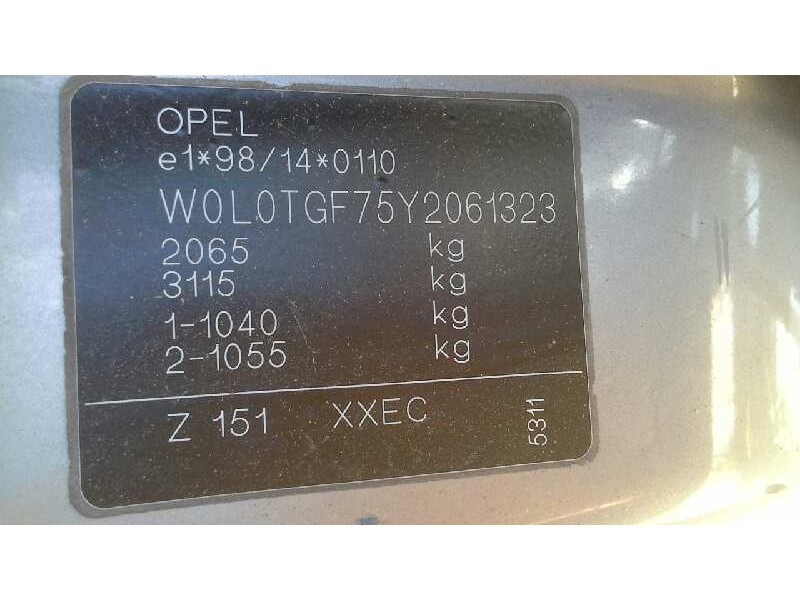 OPEL
e1*98/14*0110
W0L0TGF75Y2061323
2065 kg
3115 kg
1-1040 kg
2-1055 kg
Z 151 XXEC 5311